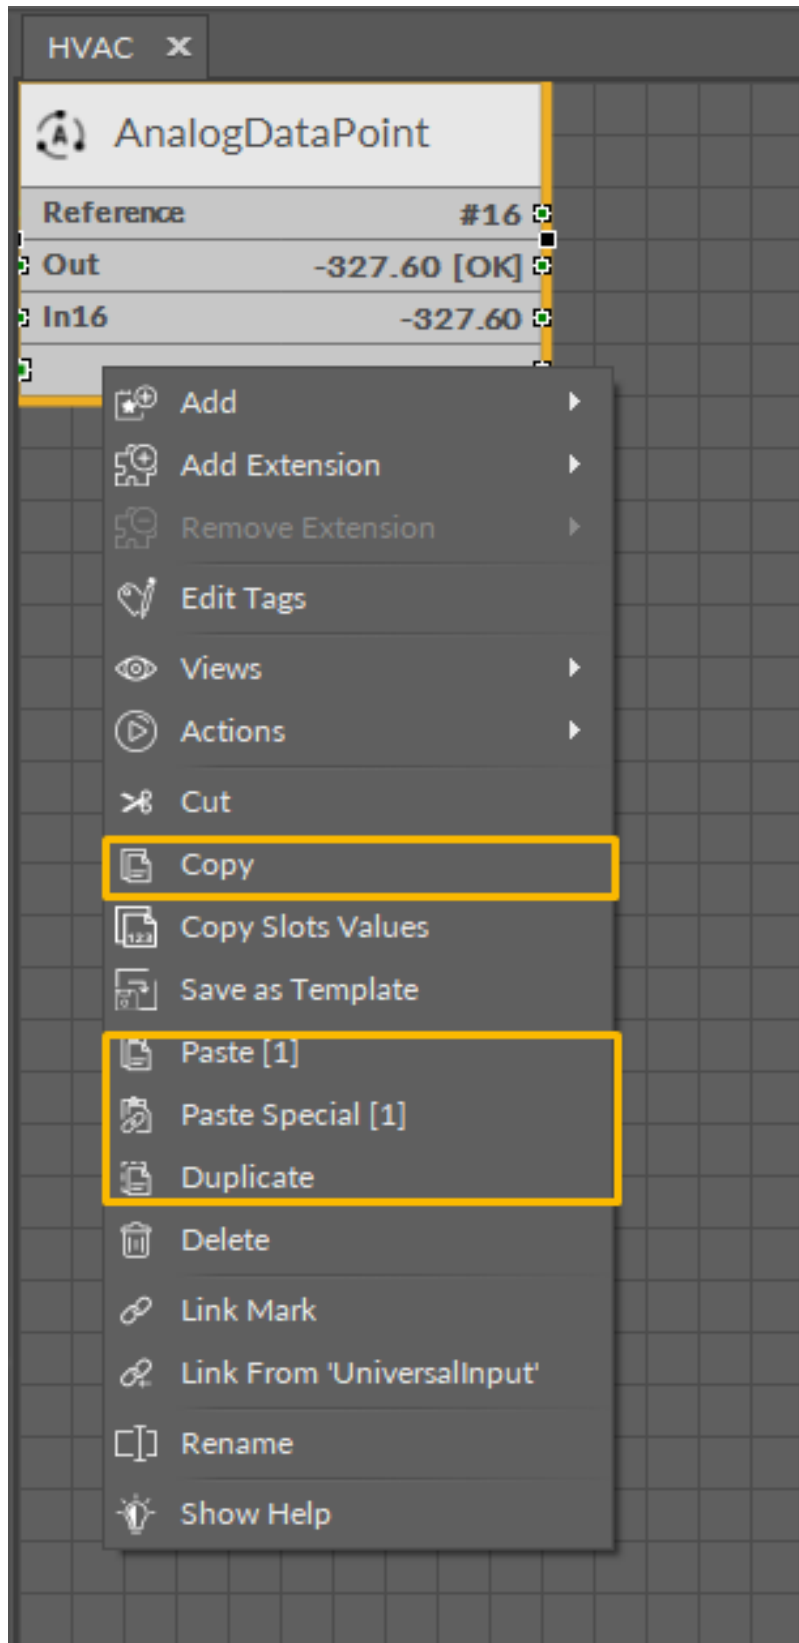 HVAC ×
AnalogDataPoint
Reference #16
Out -327.60 [OK]
In16 -327.60
Add
Add Extension
Remove Extension
Edit Tags
Views
Actions
Cut
Copy
Copy Slots Values
Save as Template
Paste [1]
Paste Special [1]
Duplicate
Delete
Link Mark
Link From 'UniversalInput'
Rename
Show Help